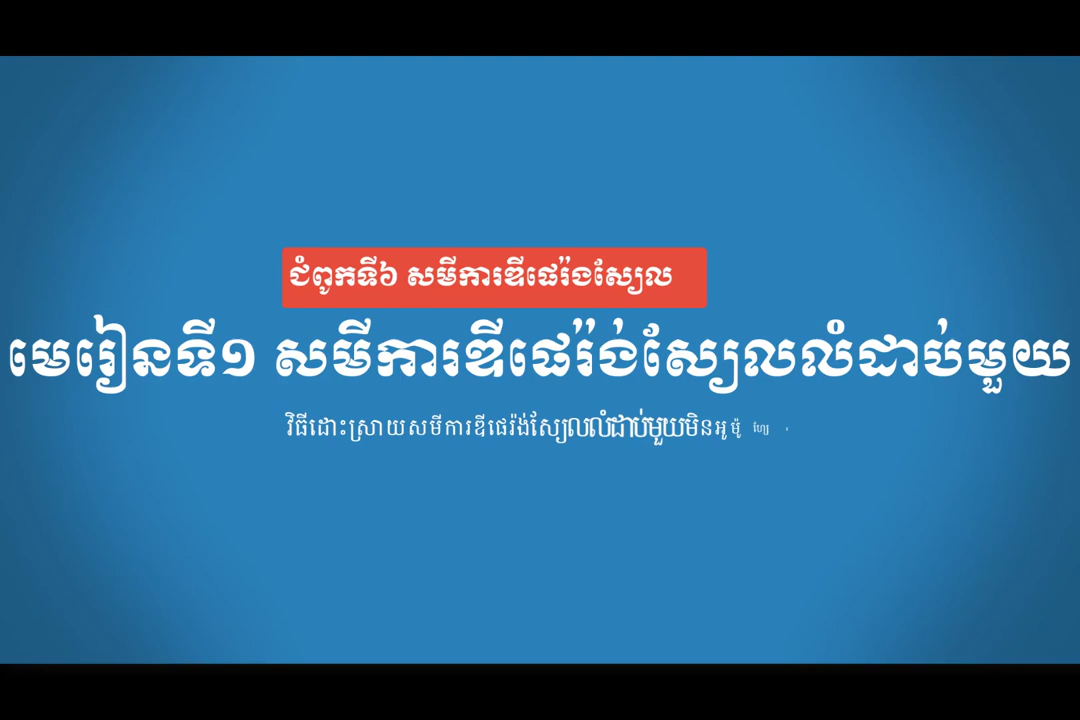 ជំពូកទី៦ សមីការឌីផេរ៉ងស្យែល
មេរៀនទី១ សមីការឌីផេរ៉ង់ស្យែលលំដាប់មួយ
វិធីដោះស្រាយសមីការឌីផេរ៉ង់ស្យែលលំដាប់មួយមិនអូម៉ូ